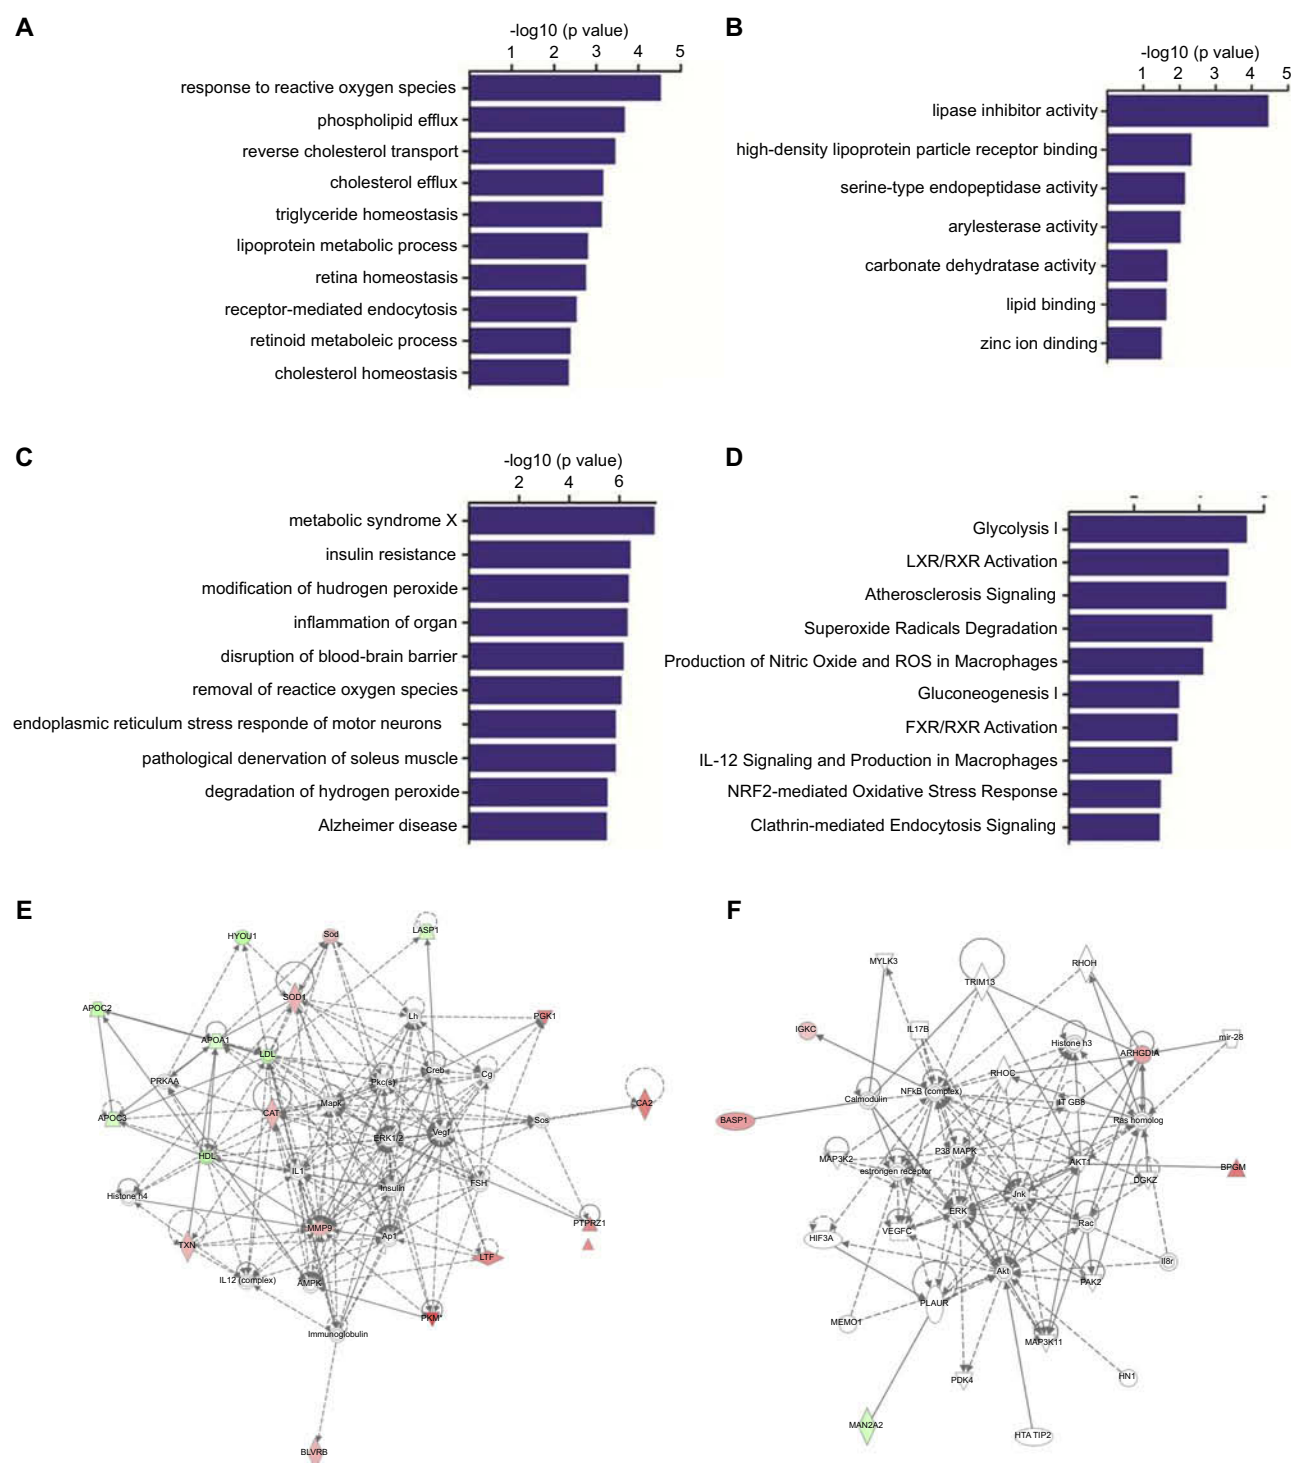 A
-log10 (p value)
1 2 3 4 5
response to reactive oxygen species
phospholipid efflux
reverse cholesterol transport
cholesterol efflux
triglyceride homeostasis
lipoprotein metabolic process
retina homeostasis
receptor-mediated endocytosis
retinoid metaboleic process
cholesterol homeostasis
B
-log10 (p value)
1 2 3 4 5
lipase inhibitor activity
high-density lipoprotein particle receptor binding
serine-type endopeptidase activity
arylesterase activity
carbonate dehydratase activity
lipid binding
zinc ion dinding
C
-log10 (p value)
2 4 6
metabolic syndrome X
insulin resistance
modification of hudrogen peroxide
inflammation of organ
disruption of blood-brain barrier
removal of reactice oxygen species
endoplasmic reticulum stress responde of motor neurons
pathological denervation of soleus muscle
degradation of hydrogen peroxide
Alzheimer disease
D
Glycolysis I
LXR/RXR Activation
Atherosclerosis Signaling
Superoxide Radicals Degradation
Production of Nitric Oxide and ROS in Macrophages
Gluconeogenesis I
FXR/RXR Activation
IL-12 Signaling and Production in Macrophages
NRF2-mediated Oxidative Stress Response
Clathrin-mediated Endocytosis Signaling
E
HYOU1
Sod
LASP1
SOD1
APOC2
Lh
PGK1
APOA1
LDL
PRKAA
Pkc(s)
Creb
Cg
Mapk
CAT
CA2
APOC3
Sos
ERK1/2
Vegf
HDL
IL1
Insulin
FSH
Histone h4
MMP9
Ap1
PTPRZ1
TXN
LTF
IL12 (complex)
AMPK
PKM*
Immunoglobulin
BLVRB
F
MYLK3
TRIM13
RHOH
IGKC
IL17B
Histone h3
ARHGDIA
mir-28
RHOC
NFkB (complex)
Calmodulin
IT GB8
BASP1
Ras homolog
P38 MAPK
MAP3K2
estrongen receptor
AKT1
BPGM
DGKZ
Jnk
ERK
Rac
VEGFC
HIF3A
Il8r
Akt
PAK2
PLAUR
MEMO1
MAP3K11
PDK4
HN1
MAN2A2
HTA TIP2